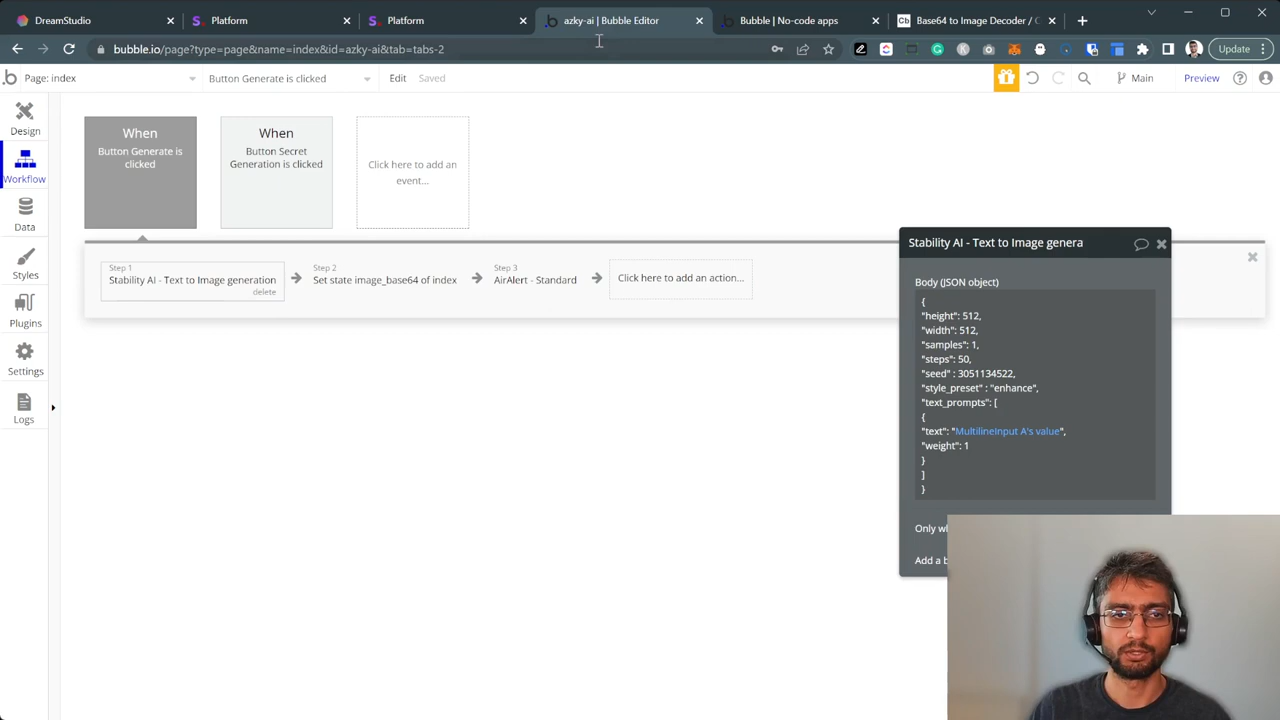 DreamStudio
Platform
Platform
azky-ai | Bubble Editor
Bubble | No-code apps
Base64 to Image Decoder / C
bubble.io/page?type=page&name=index&id=azky-ai&tab=tabs-2
Update
Page: index
Button Generate is clicked
Edit
Saved
Main
Preview
Design
Workflow
Data
Styles
Plugins
Settings
Logs
When
Button Generate is
clicked
When
Button Secret
Generation is clicked
Click here to add an
event...
Step 1
Stability AI - Text to Image generation
delete
Step 2
Set state image_base64 of index
Step 3
AirAlert - Standard
Click here to add an action...
Stability AI - Text to Image genera
Body (JSON object)
{
"height": 512,
"width": 512,
"samples": 1,
"steps": 50,
"seed" : 3051134522,
"style_preset" : "enhance",
"text_prompts": [
{
"text": "MultilineInput A's value",
"weight": 1
}
]
}
Only w
Add a b